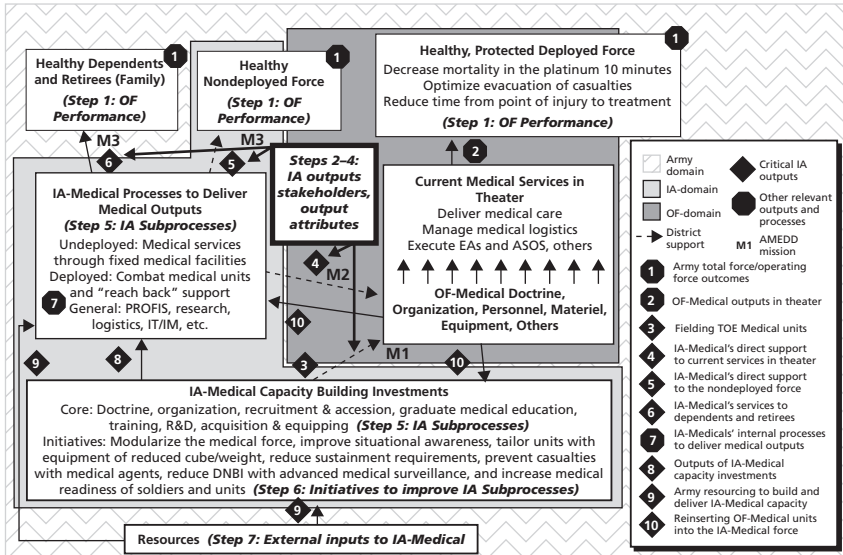 Healthy Dependents
and Retirees (Family)
(Step 1: OF
Performance)
1
Healthy
Nondeployed Force
(Step 1: OF
Performance)
1
Healthy, Protected Deployed Force
Decrease mortality in the platinum 10 minutes
Optimize evacuation of casualties
Reduce time from point of injury to treatment
(Step 1: OF Performance)
1
M3
6
M3
5
2
Steps 2–4:
IA outputs
stakeholders,
output
attributes
IA-Medical Processes to Deliver
Medical Outputs
(Step 5: IA Subprocesses)
Undeployed: Medical services
through fixed medical facilities
Deployed: Combat medical units
and “reach back” support
General: PROFIS, research,
logistics, IT/IM, etc.
7
Current Medical Services in
Theater
Deliver medical care
Manage medical logistics
Execute EAs and ASOS, others
OF-Medical Doctrine,
Organization, Personnel, Materiel,
Equipment, Others
4
M2
10
M1
9
8
3
10
IA-Medical Capacity Building Investments
Core: Doctrine, organization, recruitment & accession, graduate medical education,
training, R&D, acquisition & equipping (Step 5: IA Subprocesses)
Initiatives: Modularize the medical force, improve situational awareness, tailor units with
equipment of reduced cube/weight, reduce sustainment requirements, prevent casualties
with medical agents, reduce DNBI with advanced medical surveillance, and increase medical
readiness of soldiers and units (Step 6: Initiatives to improve IA Subprocesses)
9
Resources (Step 7: External inputs to IA-Medical
Army
domain
IA-domain
OF-domain
District
support
Critical IA
outputs
Other relevant
outputs and
processes
M1 AMEDD
mission
1 Army total force/operating
force outcomes
2 OF-Medical outputs in theater
3 Fielding TOE Medical units
4 IA-Medical’s direct support
to current services in theater
5 IA-Medical’s direct support
to the nondeployed force
6 IA-Medical’s services to
dependents and retirees
7 IA-Medicals’ internal processes
to deliver medical outputs
8 Outputs of IA-Medical
capacity investments
9 Army resourcing to build and
deliver IA-Medical capacity
10 Reinserting OF-Medical units
into the IA-Medical force